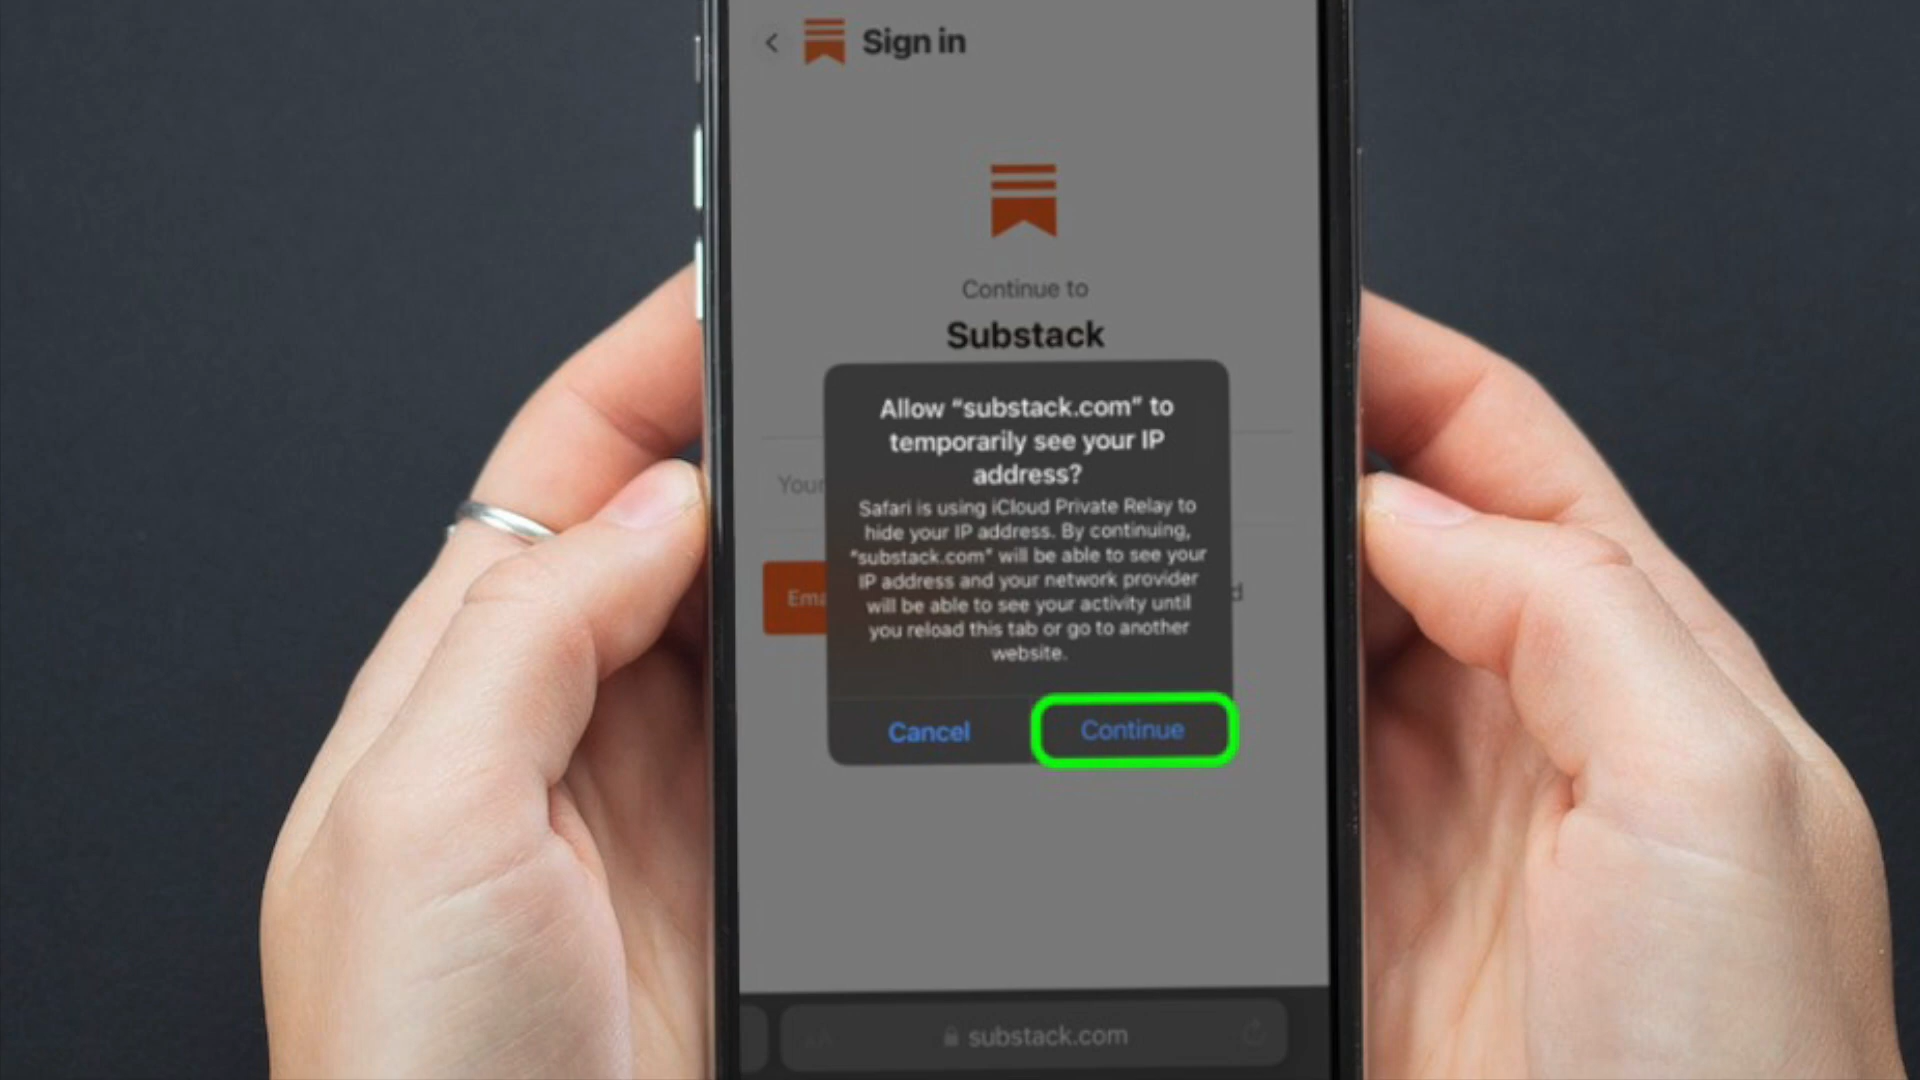 Sign in
Continue to
Substack
Allow “substack.com” to
temporarily see your IP
address?
Safari is using iCloud Private Relay to
hide your IP address. By continuing,
"substack.com" will be able to see your
IP address and your network provider
will be able to see your activity until
you reload this tab or go to another
website.
Your
Ema
d
Cancel
Continue
AA
substack.com